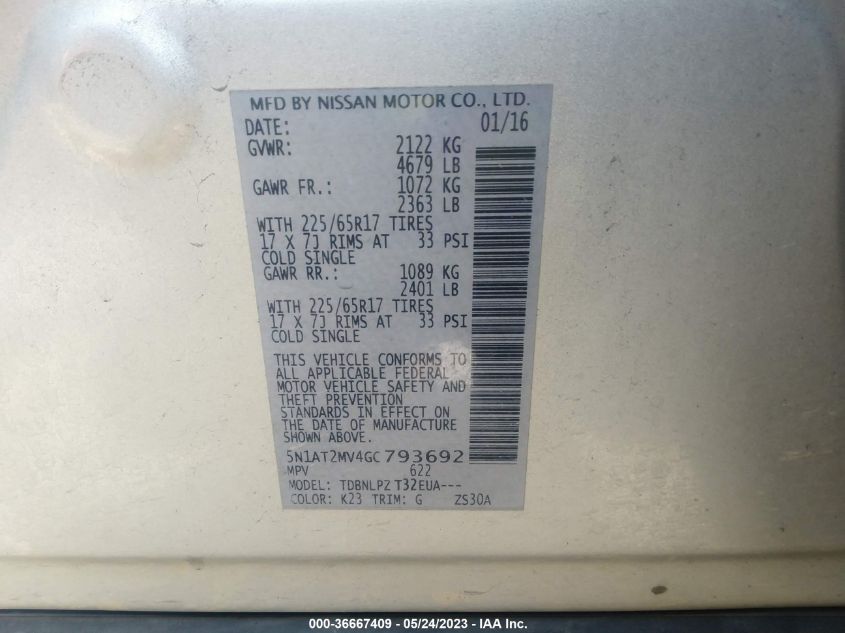 MFD BY NISSAN MOTOR CO., LTD.
DATE: 01/16
GVWR: 2122 KG
4679 LB
GAWR FR.: 1072 KG
2363 LB
WITH 225/65R17 TIRES
17 X 7J RIMS AT 33 PSI
COLD SINGLE
GAWR RR.: 1089 KG
2401 LB
WITH 225/65R17 TIRES
17 X 7J RIMS AT 33 PSI
COLD SINGLE
THIS VEHICLE CONFORMS TO
ALL APPLICABLE FEDERAL
MOTOR VEHICLE SAFETY AND
THEFT PREVENTION
STANDARDS IN EFFECT ON
THE DATE OF MANUFACTURE
SHOWN ABOVE.
5N1AT2MV4GC793692
MPV 622
MODEL: TDBNLPZ T32EUA---
COLOR: K23 TRIM: G ZS30A
000-36667409 - 05/24/2023 - IAA Inc.